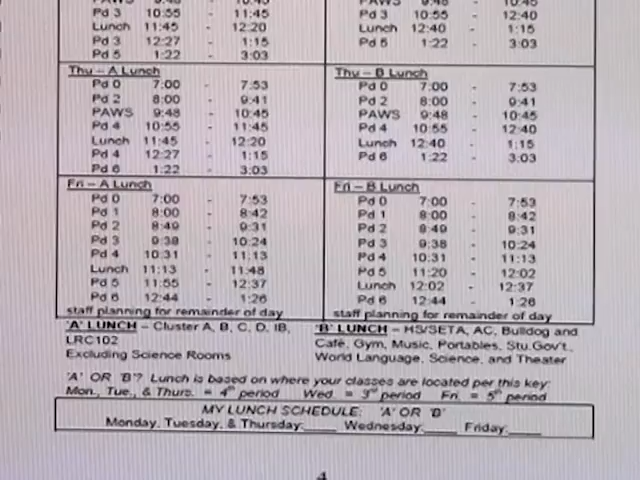 Pd 3 10:55 - 11:45
Lunch 11:45 - 12:20
Pd 3 12:27 - 1:15
Pd 5 1:22 - 3:03
PAWS 9:48 - 10:45
Pd 3 10:55 - 12:40
Lunch 12:40 - 1:15
Pd 5 1:22 - 3:03
Thu – A Lunch
Pd 0 7:00 - 7:53
Pd 2 8:00 - 9:41
PAWS 9:48 - 10:45
Pd 4 10:55 - 11:45
Lunch 11:45 - 12:20
Pd 4 12:27 - 1:15
Pd 6 1:22 - 3:03
Thu – B Lunch
Pd 0 7:00 - 7:53
Pd 2 8:00 - 9:41
PAWS 9:48 - 10:45
Pd 4 10:55 - 12:40
Lunch 12:40 - 1:15
Pd 6 1:22 - 3:03
Fri – A Lunch
Pd 0 7:00 - 7:53
Pd 1 8:00 - 8:42
Pd 2 8:49 - 9:31
Pd 3 9:38 - 10:24
Pd 4 10:31 - 11:13
Lunch 11:13 - 11:48
Pd 5 11:55 - 12:37
Pd 6 12:44 - 1:26
staff planning for remainder of day
Fri – B Lunch
Pd 0 7:00 - 7:53
Pd 1 8:00 - 8:42
Pd 2 8:49 - 9:31
Pd 3 9:38 - 10:24
Pd 4 10:31 - 11:13
Pd 5 11:20 - 12:02
Lunch 12:02 - 12:37
Pd 6 12:44 - 1:26
staff planning for remainder of day
'A' LUNCH – Cluster A, B, C, D, IB,
LRC102
Excluding Science Rooms
'B' LUNCH – HS/SETA, AC, Bulldog and
Café, Gym, Music, Portables, Stu.Gov't.,
World Language, Science, and Theater
'A' OR 'B'? Lunch is based on where your classes are located per this key:
Mon., Tue., & Thurs. = 4th period Wed. = 3rd period Fri. = 5th period
MY LUNCH SCHEDULE: 'A' OR 'B'
Monday, Tuesday, & Thursday:____ Wednesday:____ Friday:____
4